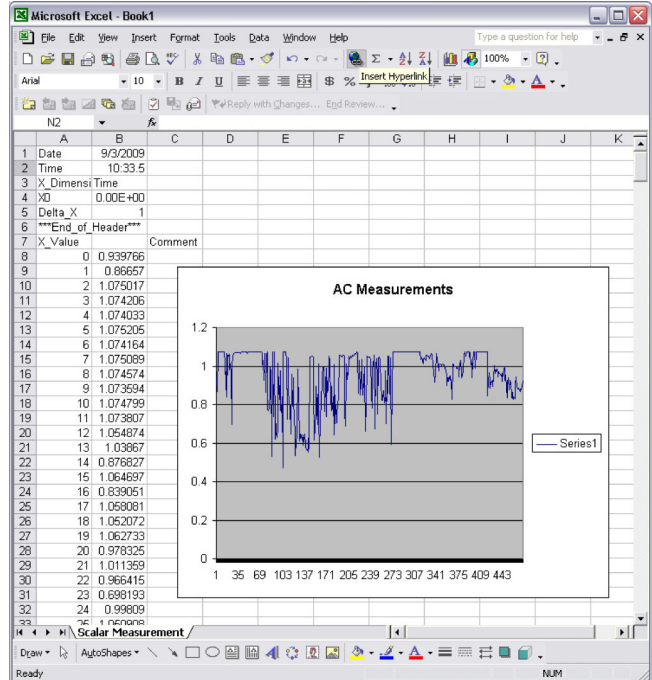 Microsoft Excel - Book1
File Edit View Insert Format Tools Data Window Help Type a question for help
100%
Arial 10 B I U $ %
Insert Hyperlink
Reply with Changes... End Review...
N2 fx
A B C D E F G H I J K
1 Date 9/3/2009
2 Time 10:33.5
3 X_Dimensi Time
4 X0 0.00E+00
5 Delta_X 1
6 ***End_of_Header***
7 X_Value Comment
8 0 0.939766
9 1 0.86657
10 2 1.075017
11 3 1.074206
12 4 1.074033
13 5 1.075205
14 6 1.074164
15 7 1.075089
16 8 1.074574
17 9 1.073594
18 10 1.074799
19 11 1.073807
20 12 1.054874
21 13 1.03867
22 14 0.876827
23 15 1.064697
24 16 0.839051
25 17 1.058081
26 18 1.052072
27 19 1.062733
28 20 0.978325
29 21 1.011359
30 22 0.966415
31 23 0.698193
32 24 0.99809
33 25
AC Measurements
1.2
1
0.8
0.6
0.4
0.2
0
1 35 69 103 137 171 205 239 273 307 341 375 409 443
Series1
Scalar Measurement
Draw AutoShapes
Ready NUM